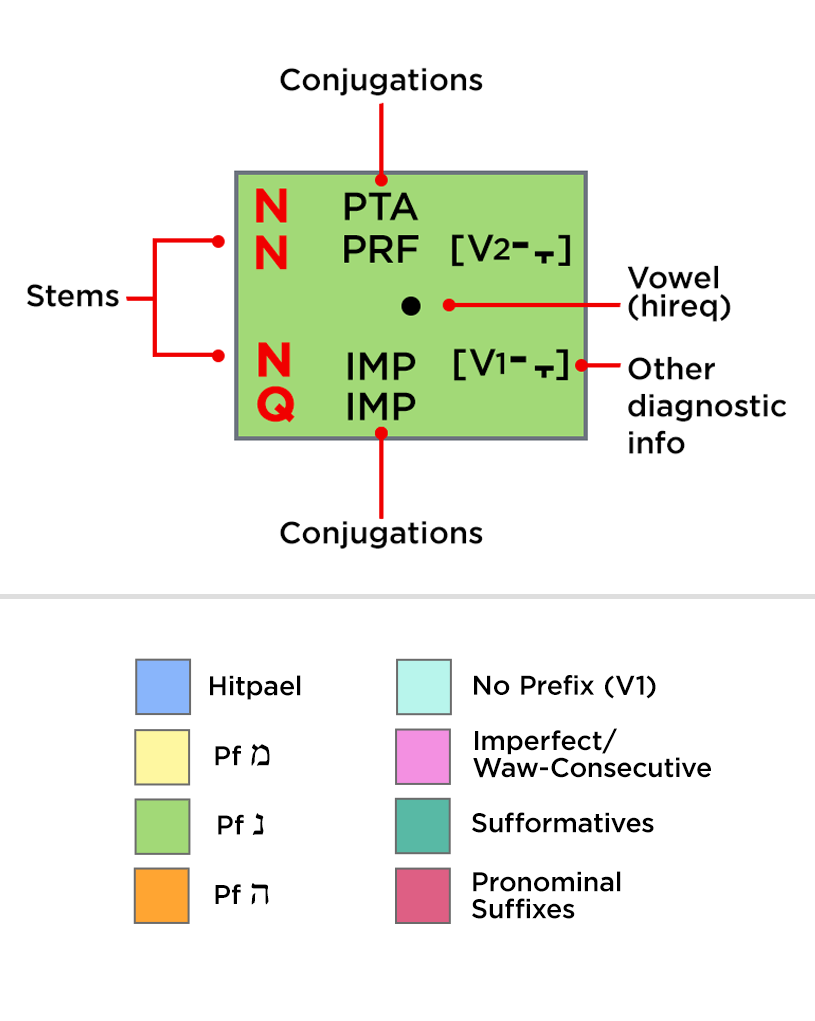 Conjugations
N PTA
N PRF [V2-ָ]
Stems
Vowel
(hireq)
N IMP [V1-ָ]
Q IMP
Other
diagnostic
info
Conjugations
Hitpael
No Prefix (V1)
Pf מ
Imperfect/
Waw-Consecutive
Pf נ
Sufformatives
Pf ה
Pronominal
Suffixes